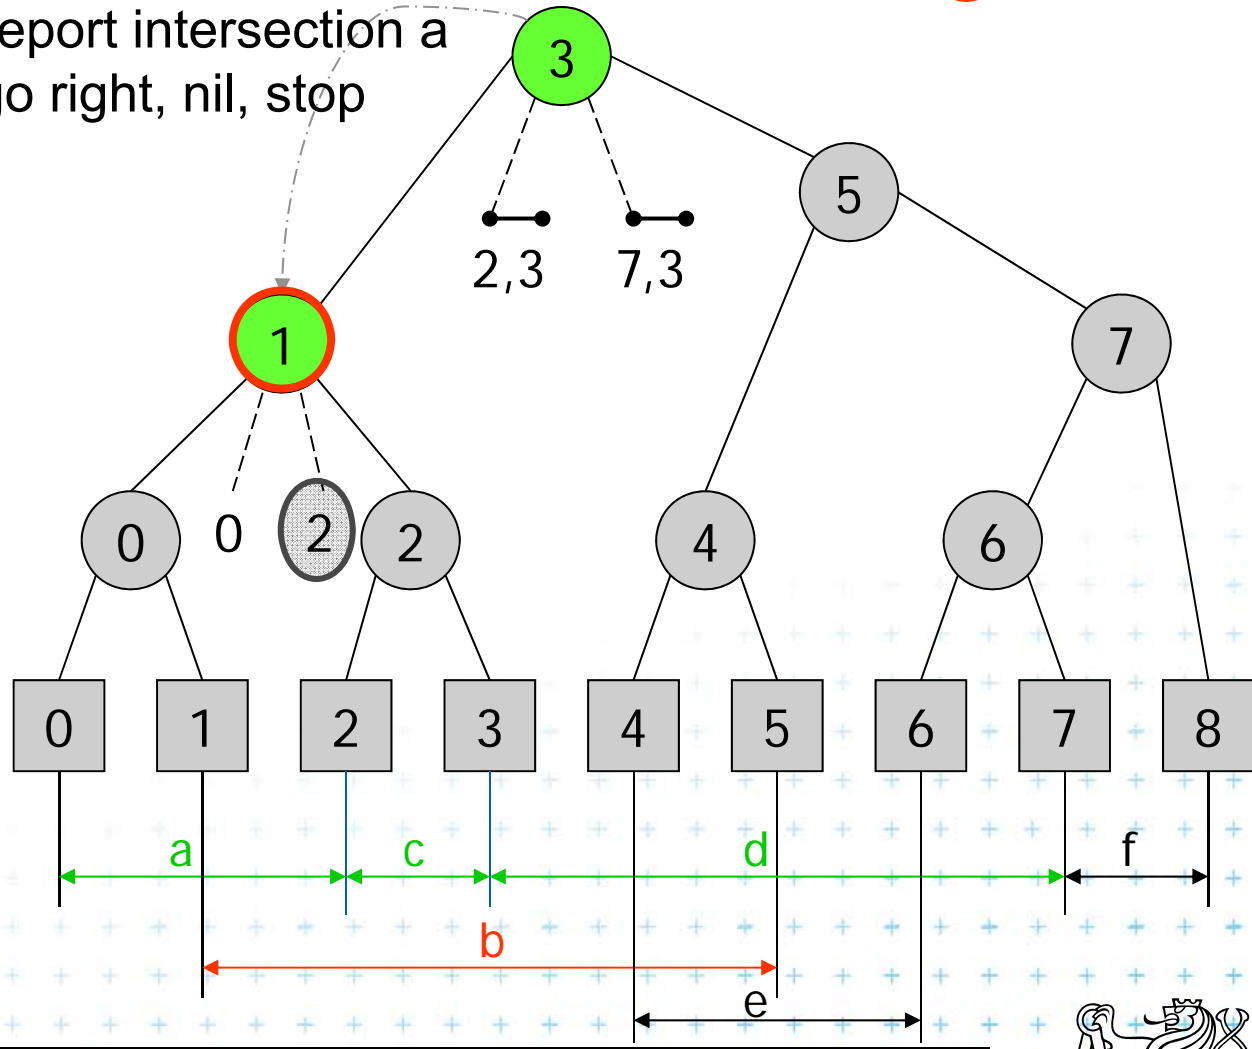 eport intersection a
go right, nil, stop
3
5
2,3 7,3
1
7
0 0 2 2 4 6
0 1 2 3 4 5 6 7 8
a c d f
b
e